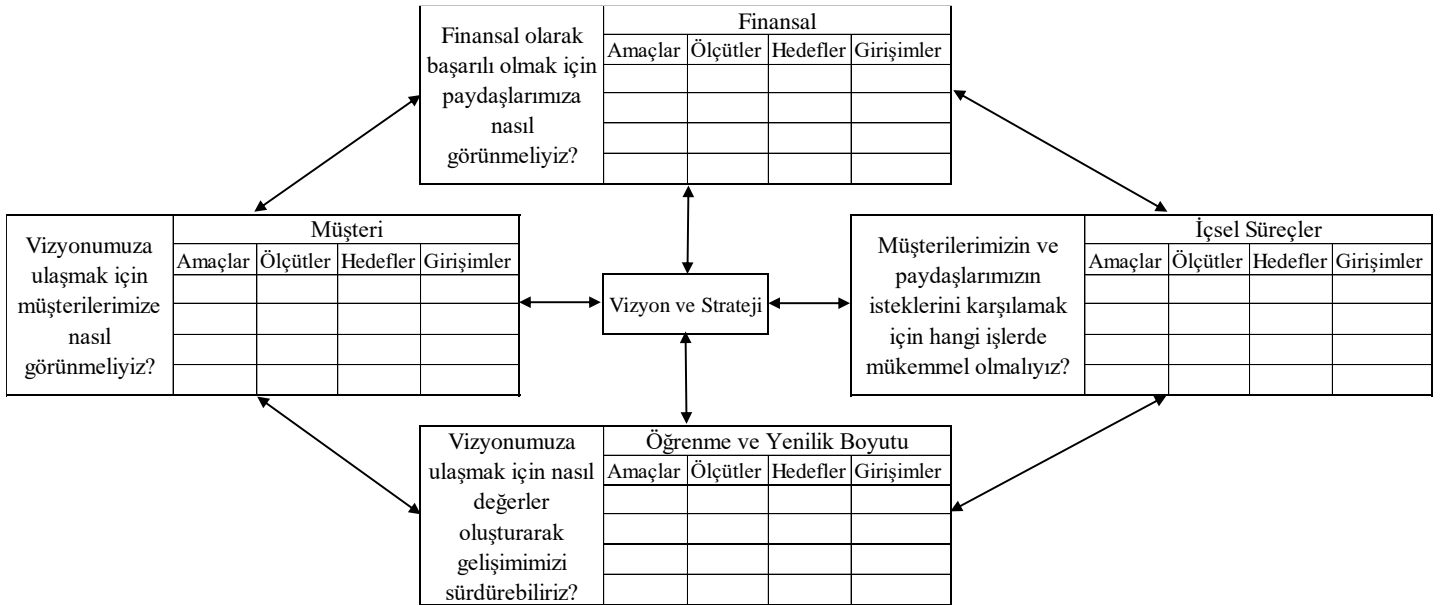 Finansal olarak
başarılı olmak için
paydaşlarımıza
nasıl
görünmeliyiz?
Finansal
Amaçlar Ölçütler Hedefler Girişimler
Vizyonumuza
ulaşmak için
müşterilerimize
nasıl
görünmeliyiz?
Müşteri
Amaçlar Ölçütler Hedefler Girişimler
Vizyon ve Strateji
Müşterilerimizin ve
paydaşlarımızın
isteklerini karşılamak
için hangi işlerde
mükemmel olmalıyız?
İçsel Süreçler
Amaçlar Ölçütler Hedefler Girişimler
Vizyonumuza
ulaşmak için nasıl
değerler
oluşturarak
gelişimimizi
sürdürebiliriz?
Öğrenme ve Yenilik Boyutu
Amaçlar Ölçütler Hedefler Girişimler